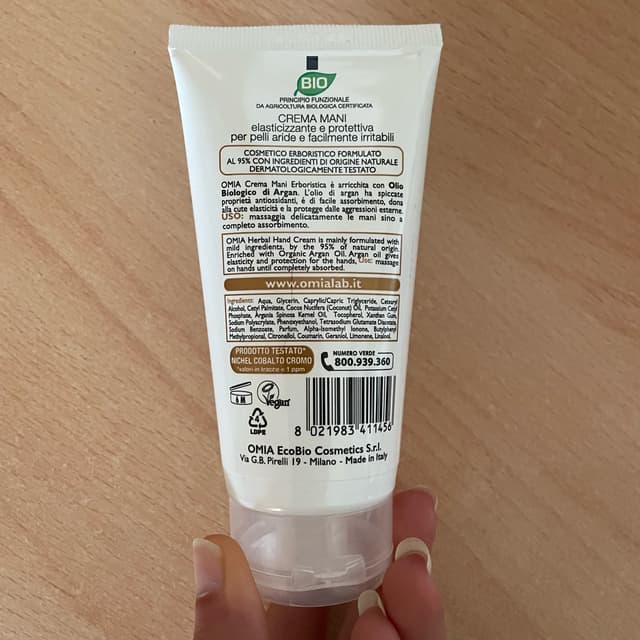 BIO
PRINCIPIO FUNZIONALE
DA AGRICOLTURA BIOLOGICA CERTIFICATA
CREMA MANI
elasticizzante e protettiva
per pelli aride e facilmente irritabili
COSMETICO ERBORISTICO FORMULATO
AL 95% CON INGREDIENTI DI ORIGINE NATURALE
DERMATOLOGICAMENTE TESTATO
OMIA Crema Mani Erboristica è arricchita con Olio
Biologico di Argan. L'olio di argan ha spiccate
proprietà antiossidanti, è di facile assorbimento, dona
alla cute elasticità e la protegge dalle aggressioni esterne.
USO: massaggia delicatamente le mani sino a
completo assorbimento.
OMIA Herbal Hand Cream is mainly formulated with
mild ingredients, by the 95% of natural origin.
Enriched with Organic Argan Oil. Argan oil gives
elasticity and protection for the hands. Use: massage
on hands until completely absorbed.
www.omialab.it
Ingredients: Aqua, Glycerin, Caprylic/Capric Triglyceride, Cetearyl
Alcohol, Cetyl Palmitate, Cocos Nucifera (Coconut) Oil, Potassium Cetyl
Phosphate, Argania Spinosa Kernel Oil, Tocopherol, Xanthan Gum,
Sodium Polyacrylate, Phenoxyethanol, Tetrasodium Glutamate Diacetate,
Sodium Benzoate, Parfum, Alpha-Isomethyl Ionone, Butylphenyl
Methylpropional, Citronellol, Coumarin, Geraniol, Limonene, Linalool.
PRODOTTO TESTATO*
NICHEL COBALTO CROMO
*valori in tracce < 1 ppm
NUMERO VERDE
800.939.360
6 M
Vegan
LDPE
8 021983 411456
OMIA EcoBio Cosmetics S.r.l.
Via G.B. Pirelli 19 - Milano - Made in Italy